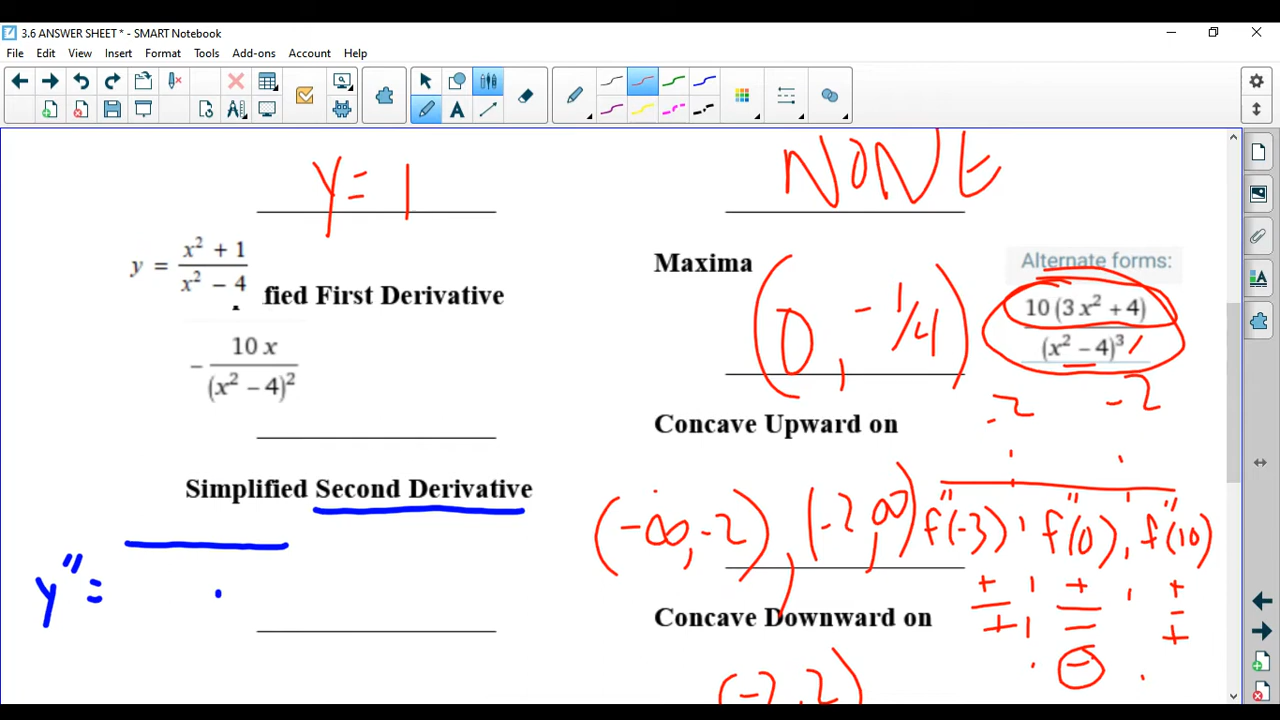 3.6 ANSWER SHEET * - SMART Notebook
File Edit View Insert Format Tools Add-ons Account Help
y = 1
NONE
y = x² + 1 / x² - 4
fied First Derivative
- 10 x / (x² - 4)²
Maxima
(0, -1/4)
Alternate forms:
10 (3 x² + 4) / (x² - 4)³
-2 -2
Concave Upward on
(-∞, -2), (-2, ∞)
f"(-3) f"(0), f"(10)
+ + +
+ - +
-
Simplified Second Derivative
y" =
Concave Downward on
(-2, 2)